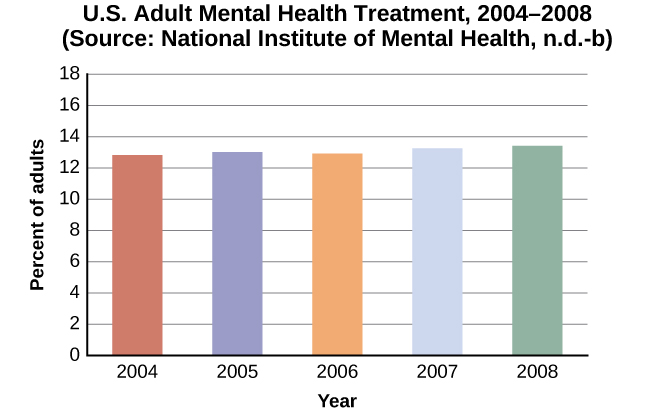 U.S. Adult Mental Health Treatment, 2004–2008
(Source: National Institute of Mental Health, n.d.-b)
18
16
14
12
10
8
6
4
2
0
Percent of adults
2004 2005 2006 2007 2008
Year